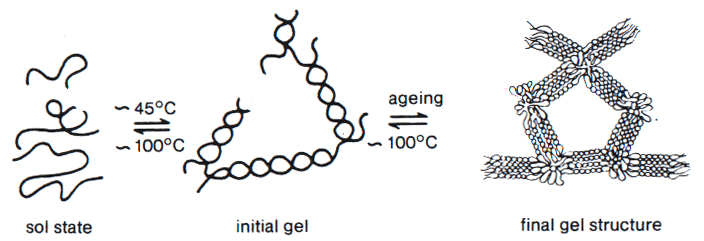 ~ 45°C
~ 100°C
ageing
~ 100°C
sol state
initial gel
final gel structure